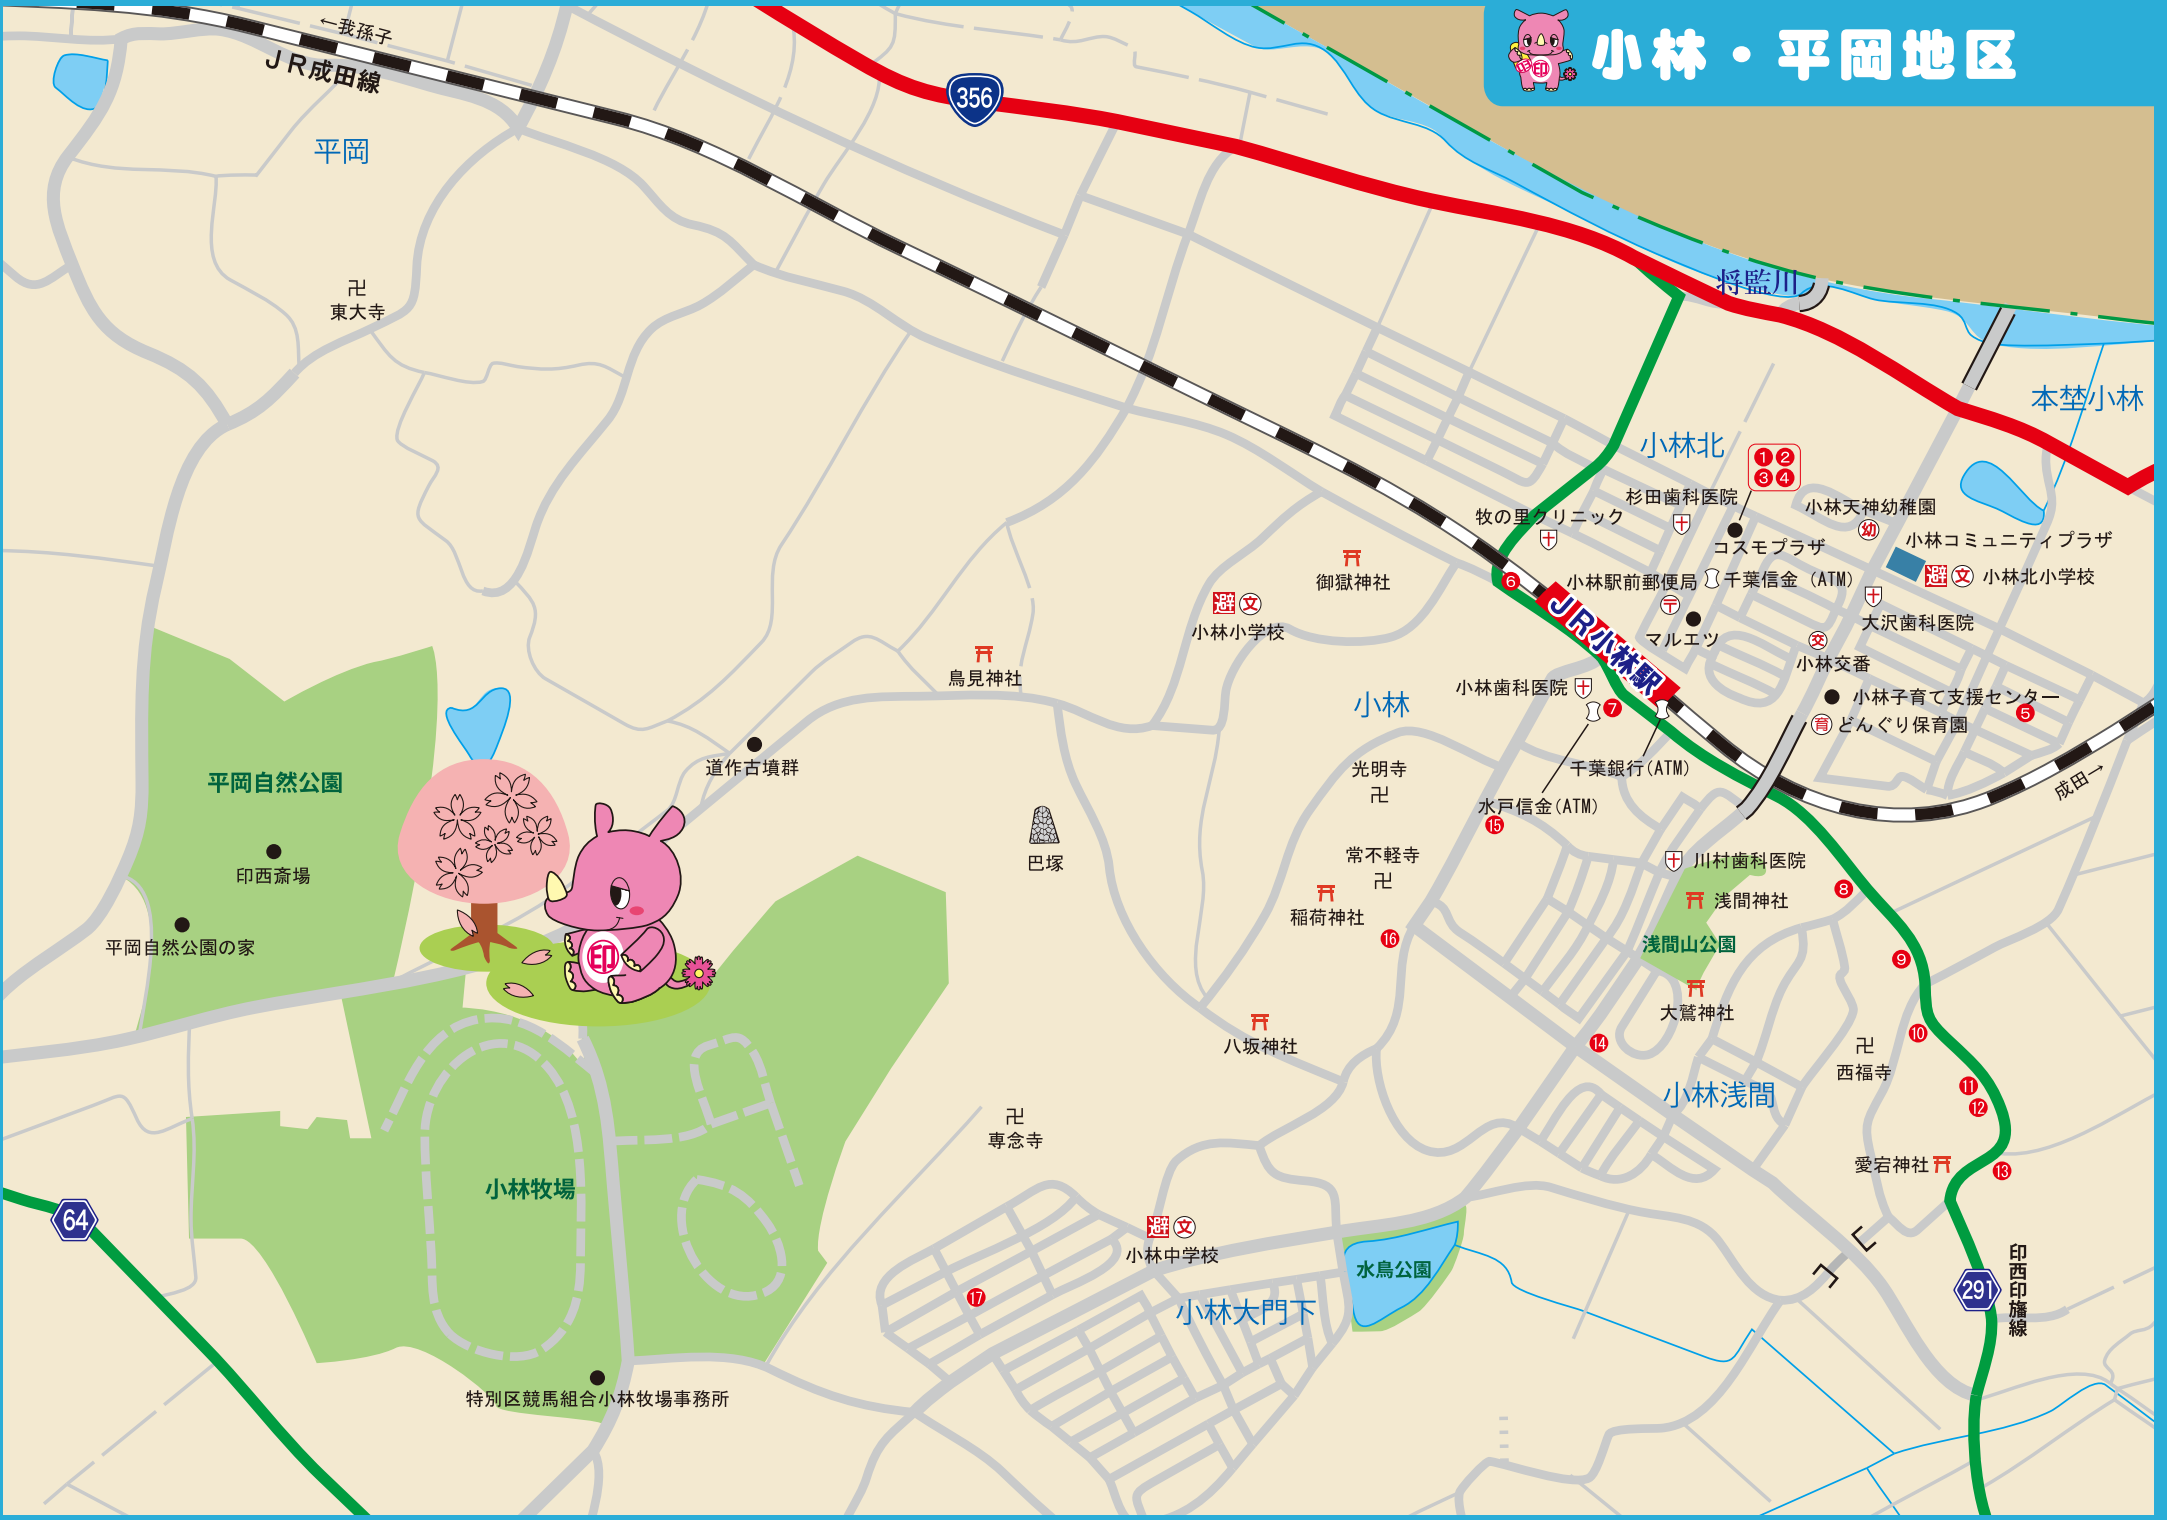 小林・平岡地区
印
←我孫子
JR成田線
356
平岡
将監川
卍
東大寺
本埜小林
小林北
1 2
3 4
杉田歯科医院
牧の里クリニック
小林天神幼稚園
幼
コスモプラザ
小林コミュニティプラザ
避 文 小林北小学校
6
小林駅前郵便局
千葉信金（ATM）
〒
マルエツ
大沢歯科医院
交
小林交番
JR小林駅
御獄神社
避 文
小林小学校
鳥見神社
小林歯科医院
7
小林
小林子育て支援センター
5
育 どんぐり保育園
千葉銀行(ATM)
成田→
水戸信金(ATM)
15
光明寺
卍
道作古墳群
平岡自然公園
巴塚
印西斎場
常不軽寺
卍
稲荷神社
16
川村歯科医院
浅間神社
8
浅間山公園
平岡自然公園の家
印
9
大鷲神社
10
八坂神社
14
卍
西福寺
小林浅間
11
12
卍
専念寺
愛宕神社
13
小林牧場
64
避 文
小林中学校
水鳥公園
印西印旛線
291
17
小林大門下
特別区競馬組合小林牧場事務所